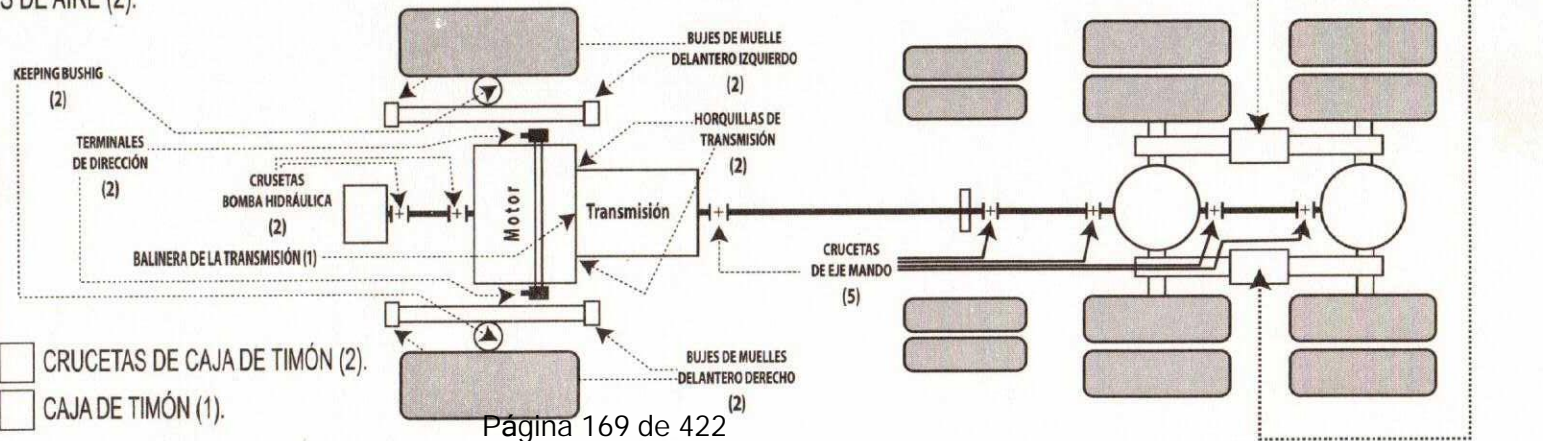 S DE AIRE (2).
KEEPING BUSHIG
(2)
TERMINALES
DE DIRECCIÓN
(2)
CRUSETAS
BOMBA HIDRÁULICA
(2)
BALINERA DE LA TRANSMISIÓN (1)
Motor
Transmisión
BUJES DE MUELLE
DELANTERO IZQUIERDO
(2)
HORQUILLAS DE
TRANSMISIÓN
(2)
CRUCETAS
DE EJE MANDO
(5)
BUJES DE MUELLES
DELANTERO DERECHO
(2)
CRUCETAS DE CAJA DE TIMÓN (2).
CAJA DE TIMÓN (1).
Página 169 de 422